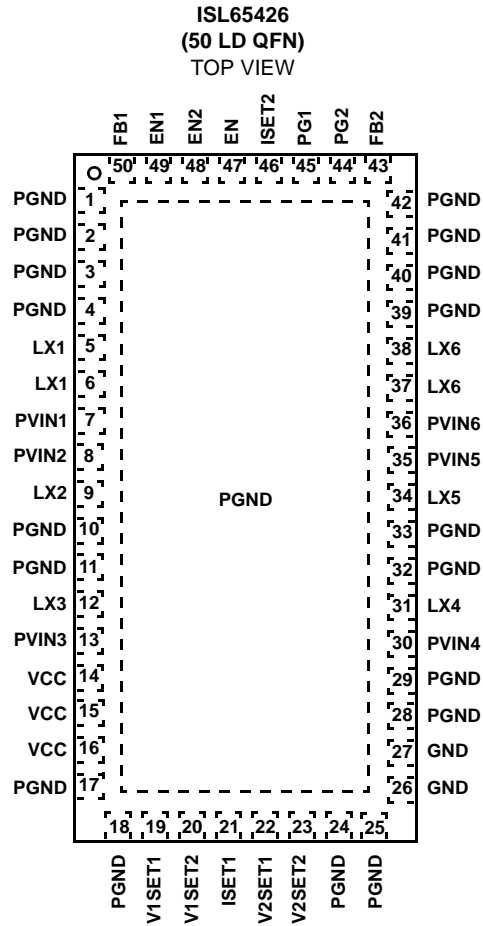 ISL65426
(50 LD QFN)
TOP VIEW
FB1 EN1 EN2 EN ISET2 PG1 PG2 FB2
50 49 48 47 46 45 44 43
PGND 1 42 PGND
PGND 2 41 PGND
PGND 3 40 PGND
PGND 4 39 PGND
LX1 5 38 LX6
LX1 6 37 LX6
PVIN1 7 36 PVIN6
PVIN2 8 35 PVIN5
LX2 9 PGND 34 LX5
PGND 10 33 PGND
PGND 11 32 PGND
LX3 12 31 LX4
PVIN3 13 30 PVIN4
VCC 14 29 PGND
VCC 15 28 PGND
VCC 16 27 GND
PGND 17 26 GND
18 19 20 21 22 23 24 25
PGND V1SET1 V1SET2 ISET1 V2SET1 V2SET2 PGND PGND